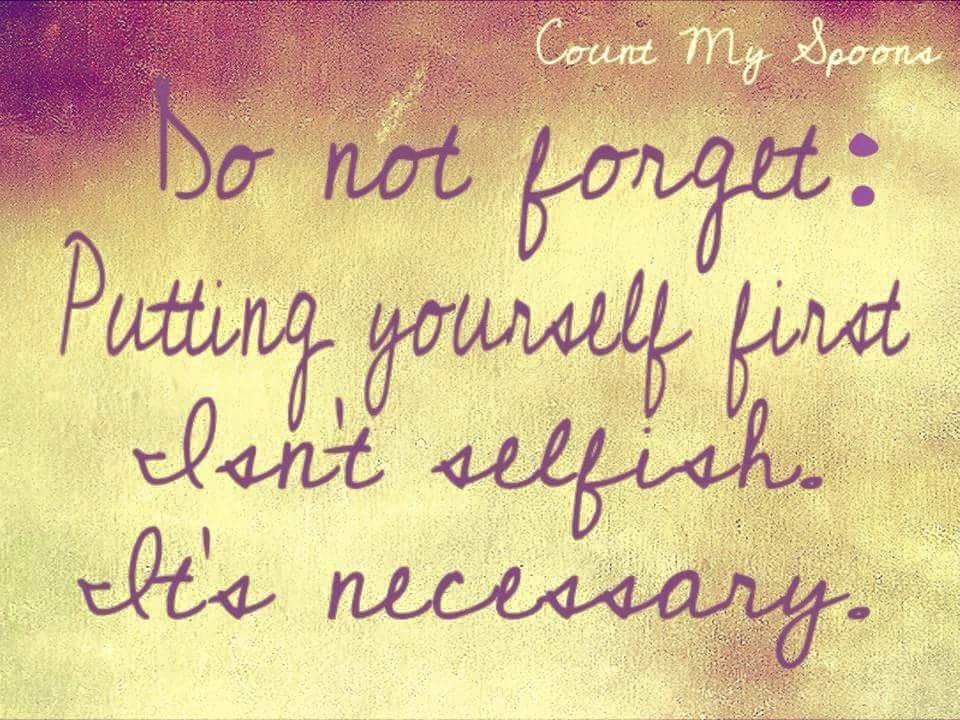 Count My Spoons
Do not forget:
Putting yourself first
Isn't selfish.
It's necessary.